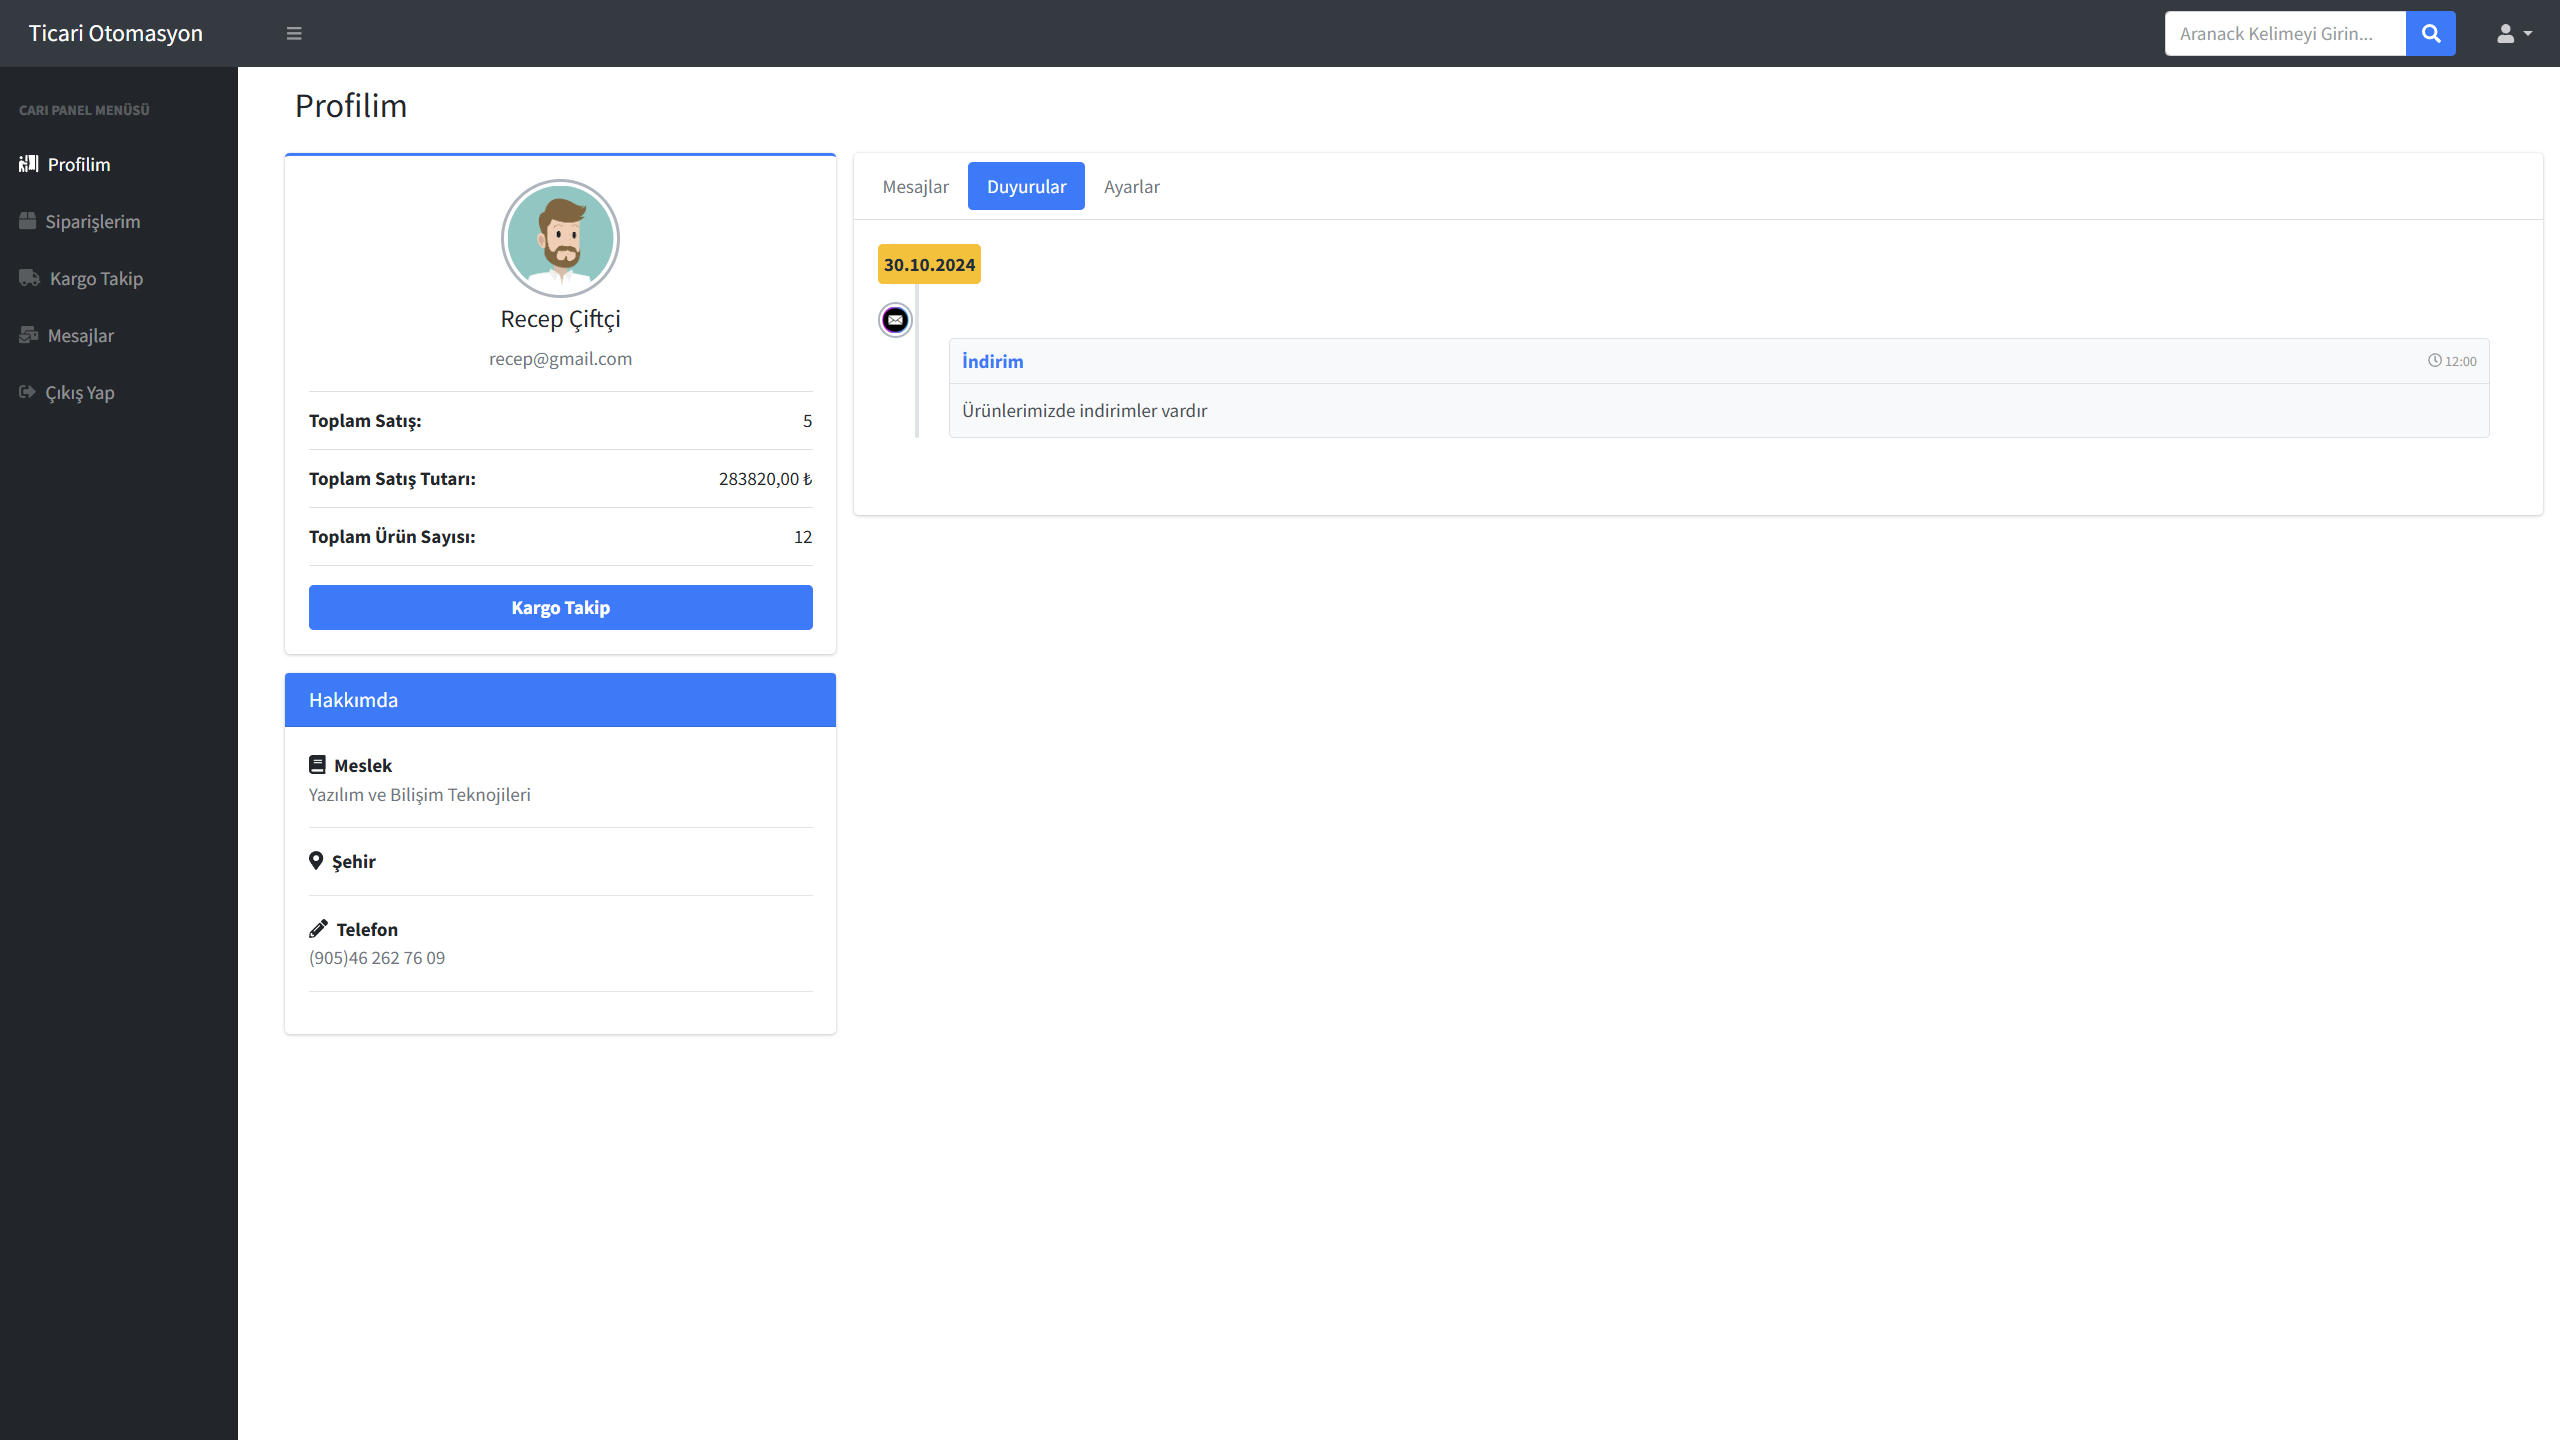 Ticari Otomasyon
Aranack Kelimeyi Girin...
CARI PANEL MENÜSÜ
Profilim
Siparişlerim
Kargo Takip
Mesajlar
Çıkış Yap
Profilim
Recep Çiftçi
recep@gmail.com
Toplam Satış: 5
Toplam Satış Tutarı: 283820,00 ₺
Toplam Ürün Sayısı: 12
Kargo Takip
Hakkımda
Meslek
Yazılım ve Bilişim Teknojileri
Şehir
Telefon
(905)46 262 76 09
Mesajlar Duyurular Ayarlar
30.10.2024
İndirim 12:00
Ürünlerimizde indirimler vardır